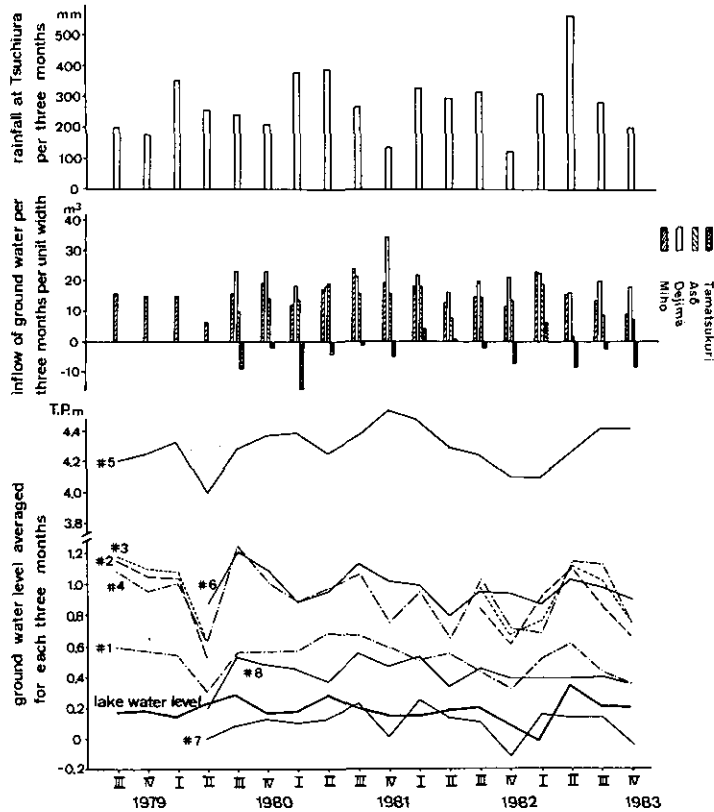 mm
500
400
300
200
100
0
rainfall at Tsuchiura
per three months
m³
40
30
20
10
0
-10
inflow of ground water per
three months per unit width
Tamatsukuri
Asō
Dejima
Miho
T.P.m
4.4
4.2
4.0
3.8
1.2
1.0
0.8
0.6
0.4
0.2
0
-0.2
ground water level averaged
for each three months
#5
#3
#2
#4
#6
#1
#8
lake water level
#7
III IV I II III IV I II III IV I II III IV I II III IV
1979 1980 1981 1982 1983